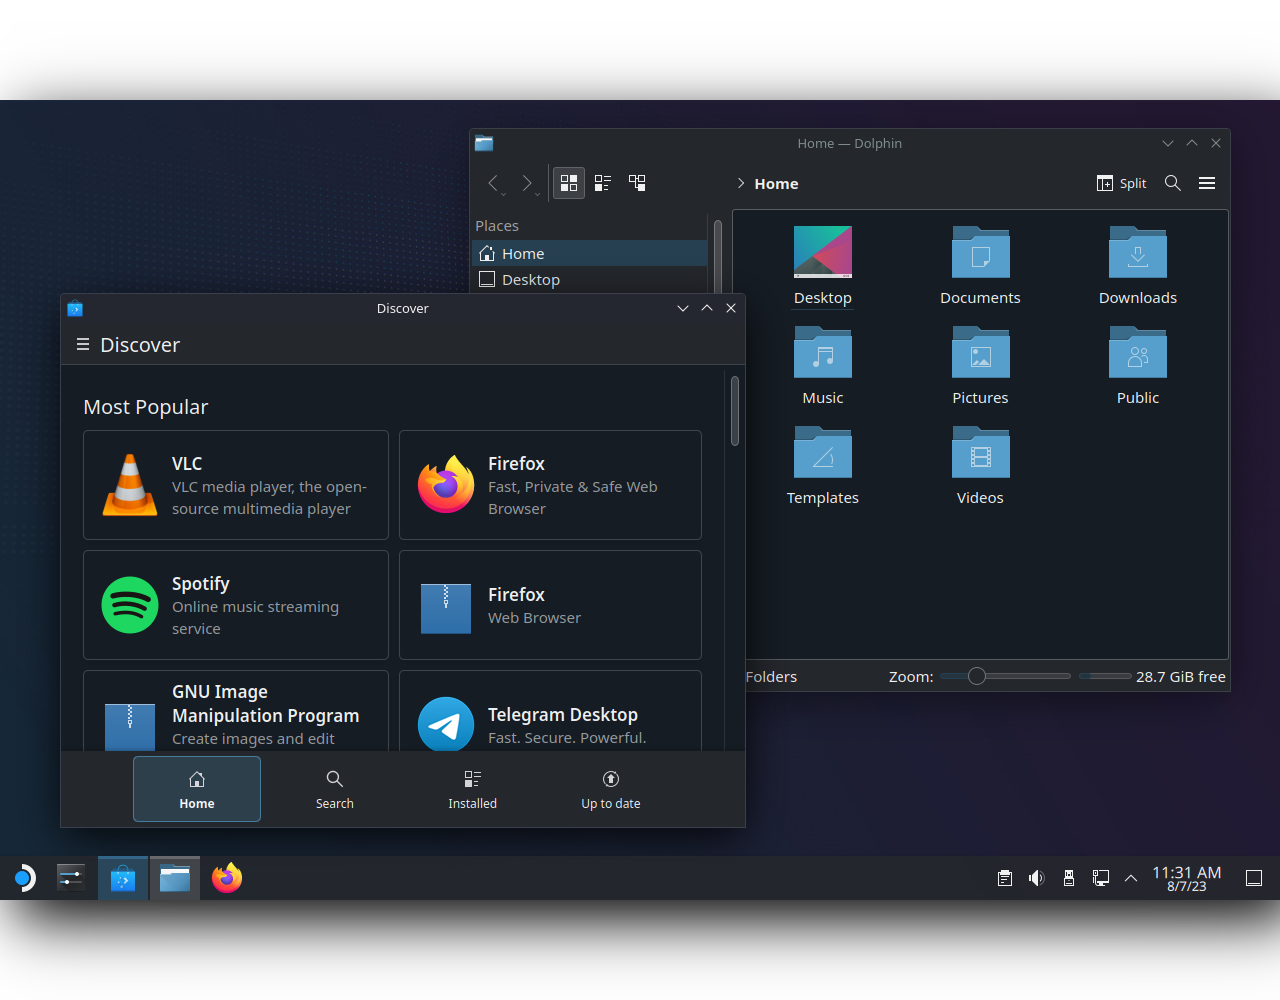 Home — Dolphin
Home
Split
Places
Home
Desktop
Desktop
Documents
Downloads
Music
Pictures
Public
Templates
Videos
Folders
Zoom:
28.7 GiB free
Discover
Discover
Most Popular
VLC
VLC media player, the open-
source multimedia player
Firefox
Fast, Private & Safe Web
Browser
Spotify
Online music streaming
service
Firefox
Web Browser
GNU Image
Manipulation Program
Create images and edit
Telegram Desktop
Fast. Secure. Powerful.
Home
Search
Installed
Up to date
11:31 AM
8/7/23